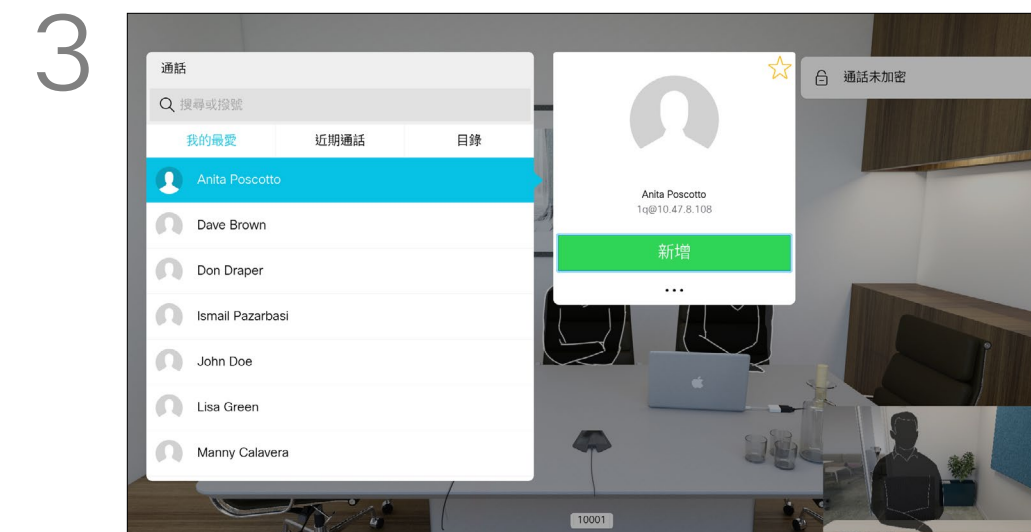 3
通話
搜尋或撥號
我的最愛 近期通話 目錄
Anita Poscotto
Dave Brown
Don Draper
Ismail Pazarbasi
John Doe
Lisa Green
Manny Calavera
Anita Poscotto
1q@10.47.8.108
新增
...
通話未加密
10001